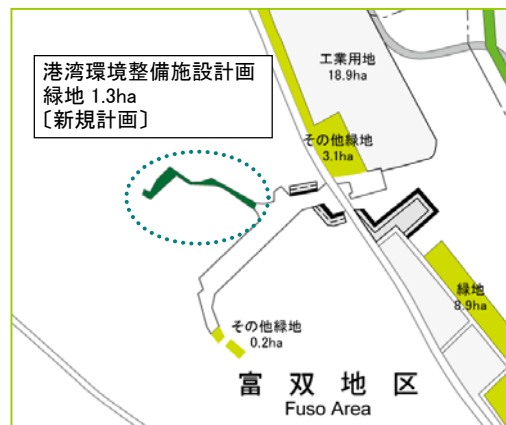 港湾環境整備施設計画
緑地 1.3ha
〔新規計画〕
工業用地
18.9ha
その他緑地
3.1ha
緑地
8.9ha
その他緑地
0.2ha
富双地区
Fuso Area